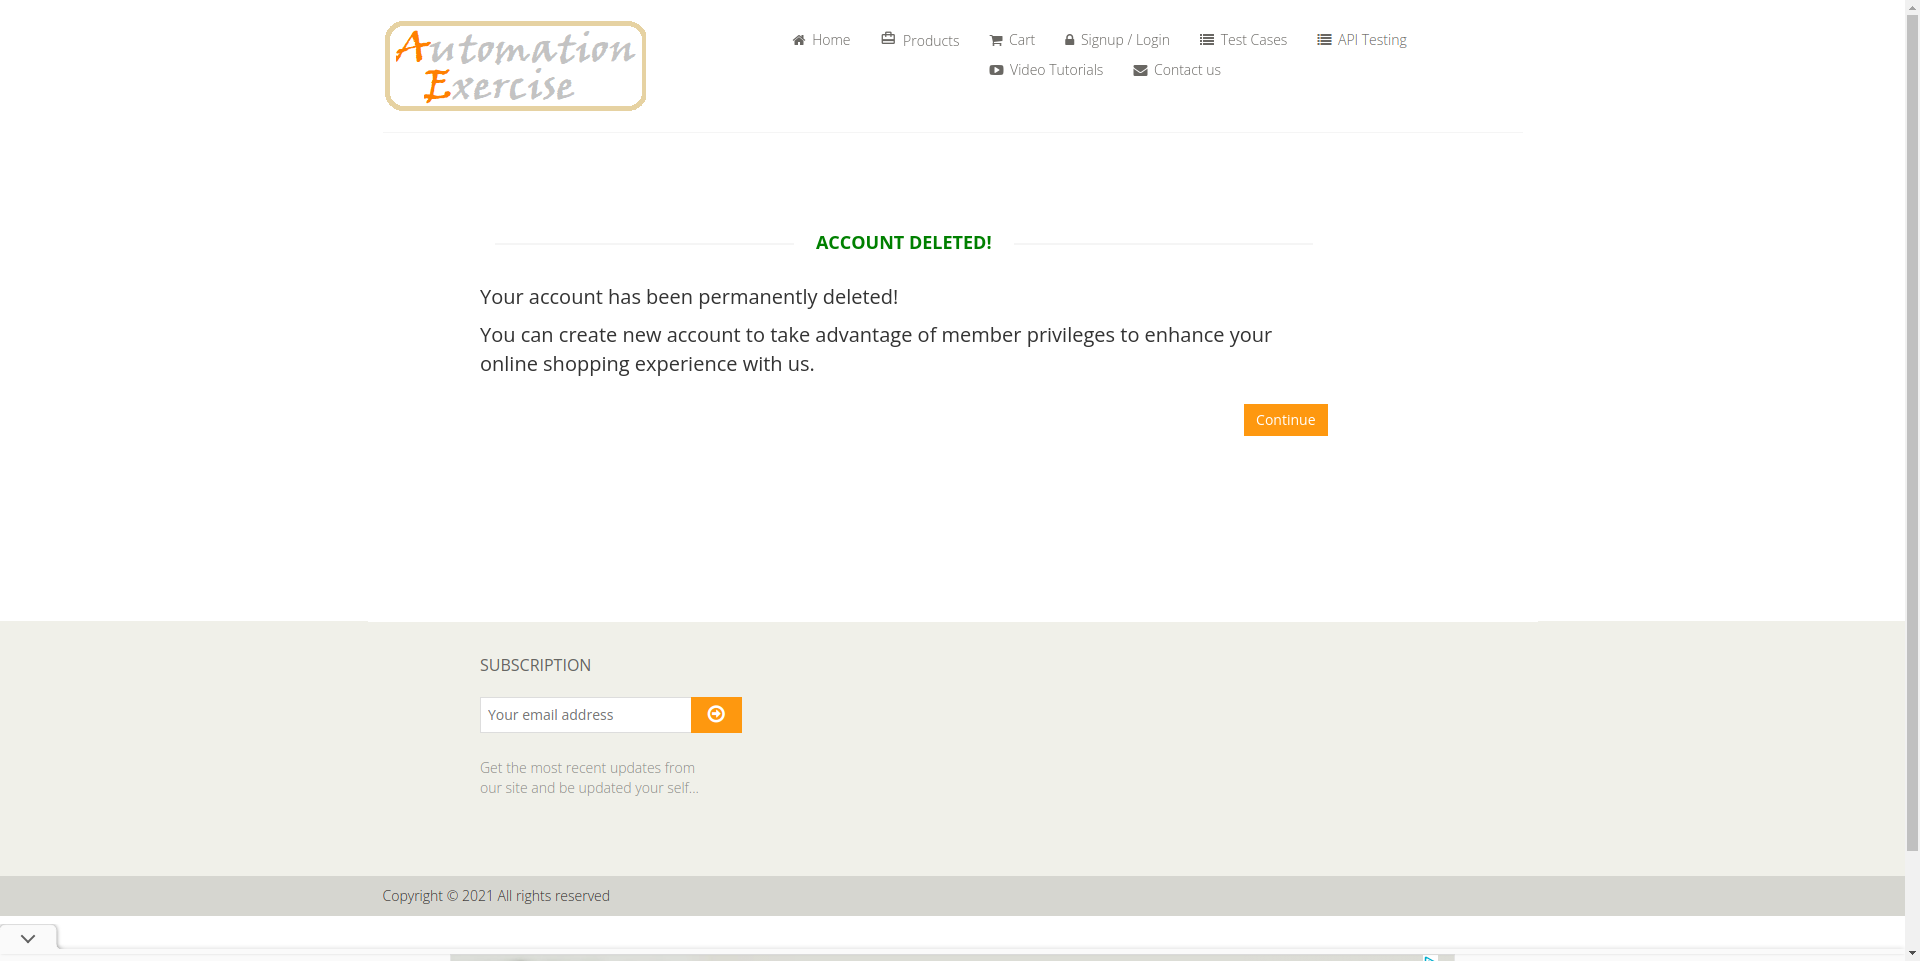 Automation
Exercise
Home Products Cart Signup / Login Test Cases API Testing
Video Tutorials Contact us
ACCOUNT DELETED!
Your account has been permanently deleted!
You can create new account to take advantage of member privileges to enhance your
online shopping experience with us.
Continue
SUBSCRIPTION
Your email address
Get the most recent updates from
our site and be updated your self...
Copyright © 2021 All rights reserved